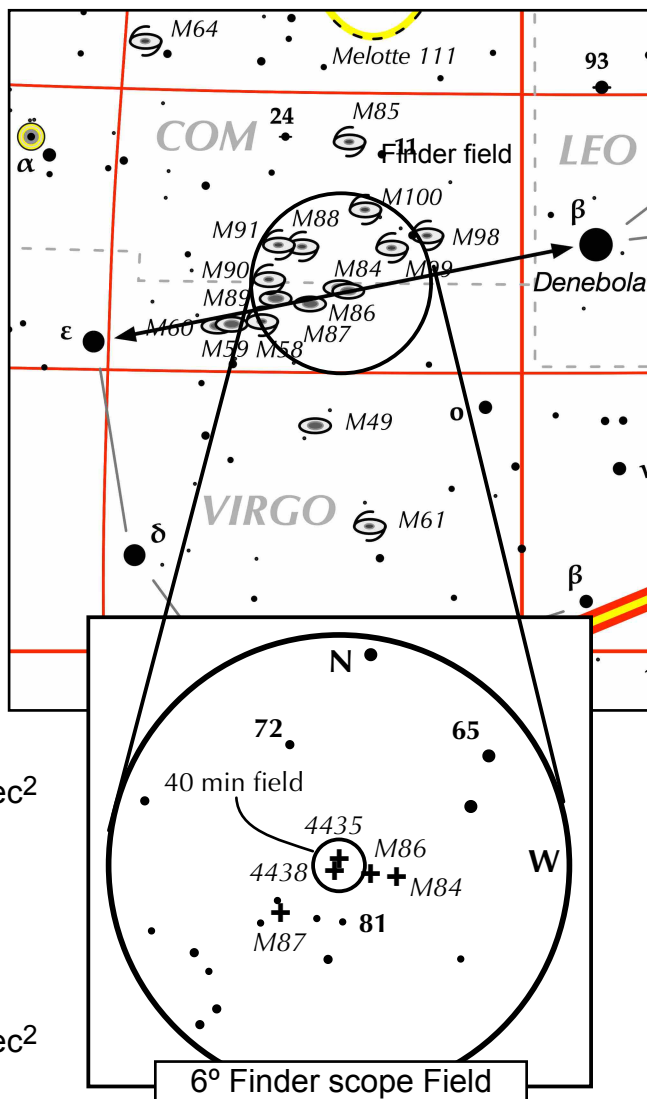 M64
Melotte 111
93
COM
24
M85
11
Finder field
LEO
α
M100
β
M91
M88
M98
M90
M84
M99
Denebola
M89
M86
ε
M60
M87
M59
M58
ο
M49
VIRGO
M61
δ
β
N
72
65
ec²
40 min field
4435
M86
W
4438
M84
M87
81
ec²
6º Finder scope Field